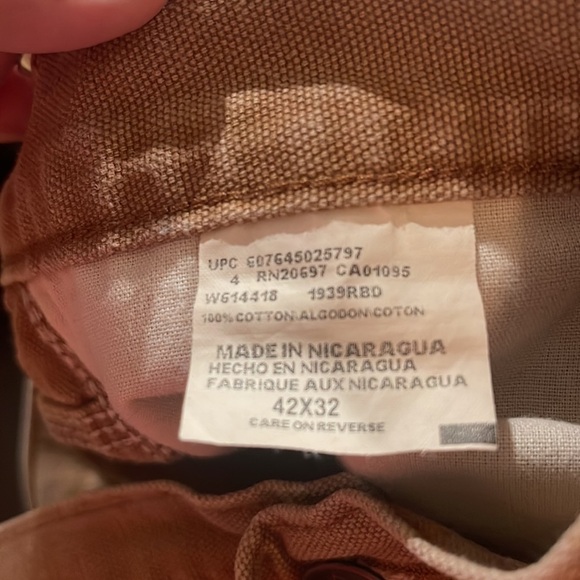 UPC 607645025797
4 RN20697 CA01095
W614418 1939RBD
100% COTTON ALGODON COTON
MADE IN NICARAGUA
HECHO EN NICARAGUA
FABRIQUE AUX NICARAGUA
42X32
CARE ON REVERSE